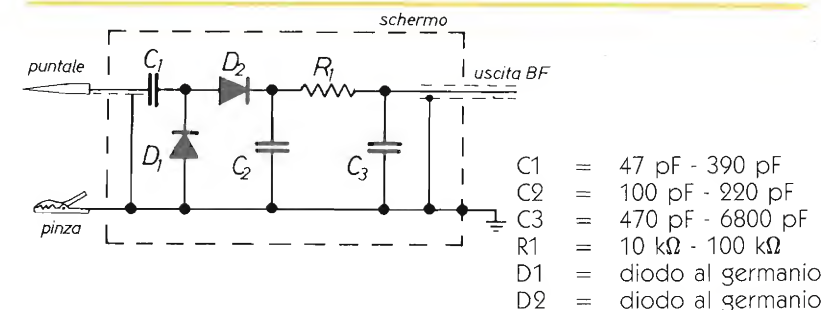 schermo
puntale
C1
D2
R1
uscita BF
D1
C2
C3
pinza
C1 = 47 pF - 390 pF
C2 = 100 pF - 220 pF
C3 = 470 pF - 6800 pF
R1 = 10 kΩ - 100 kΩ
D1 = diodo al germanio
D2 = diodo al germanio